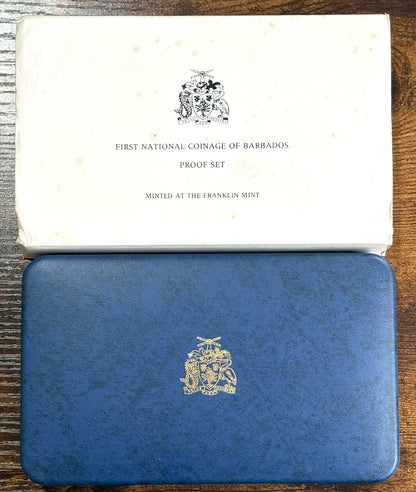 FIRST NATIONAL COINAGE OF BARBADOS
PROOF SET
MINTED AT THE FRANKLIN MINT